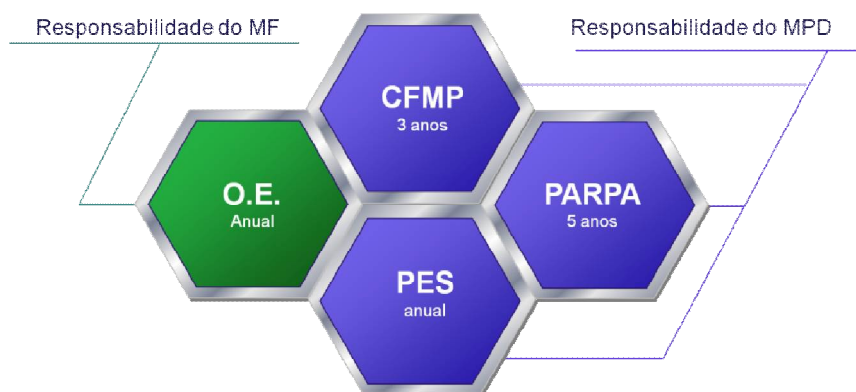 Responsabilidade do MF
Responsabilidade do MPD
CFMP
3 anos
O.E.
Anual
PARPA
5 anos
PES
anual